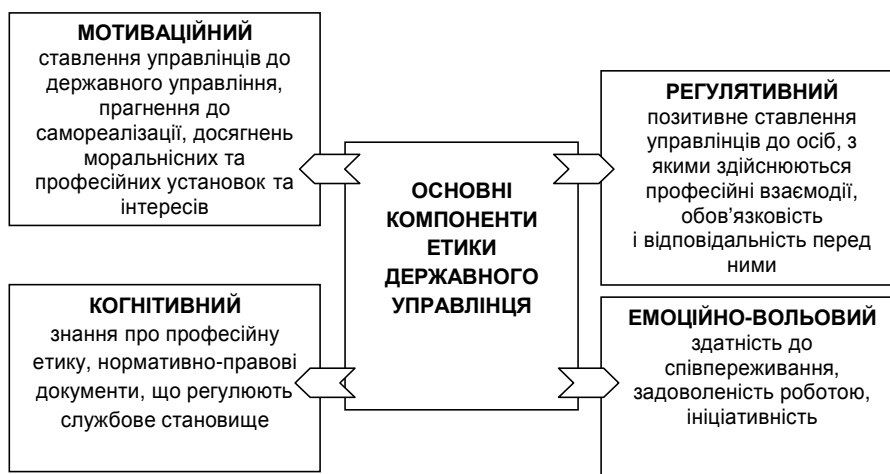 МОТИВАЦІЙНИЙ
ставлення управлінців до
державного управління,
прагнення до
самореалізації, досягнень
моральнісних та
професійних установок та
інтересів
КОГНІТИВНИЙ
знання про професійну
етику, нормативно-правові
документи, що регулюють
службове становище
ОСНОВНІ
КОМПОНЕНТИ
ЕТИКИ
ДЕРЖАВНОГО
УПРАВЛІНЦЯ
РЕГУЛЯТИВНИЙ
позитивне ставлення
управлінців до осіб, з
якими здійснюються
професійні взаємодії,
обов’язковість
і відповідальність перед
ними
ЕМОЦІЙНО-ВОЛЬОВИЙ
здатність до
співпереживання,
задоволеність роботою,
ініціативність